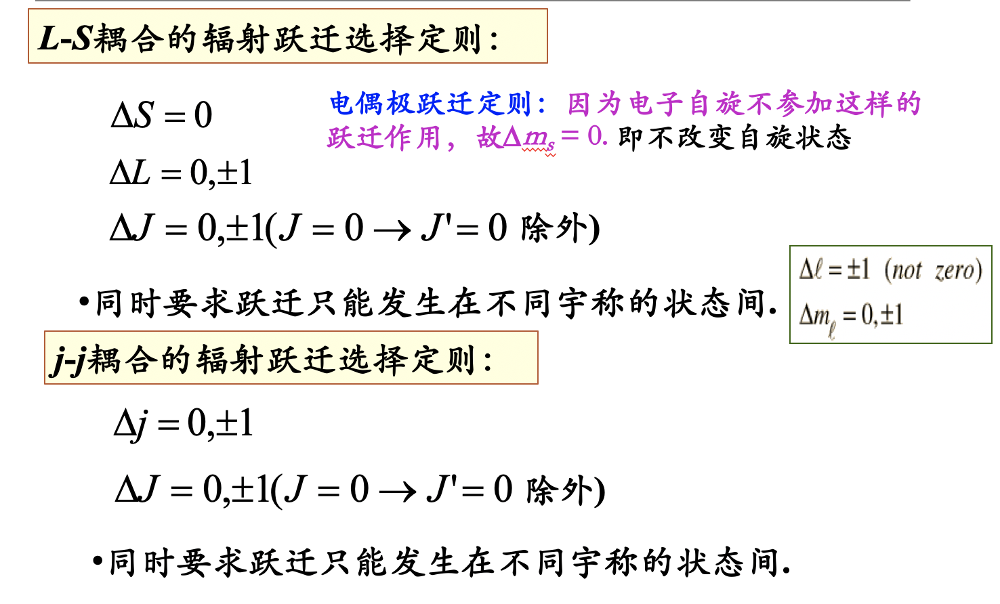 L-S耦合的辐射跃迁选择定则：
ΔS = 0
电偶极跃迁定则：因为电子自旋不参加这样的
跃迁作用，故Δmₛ = 0. 即不改变自旋状态
ΔL = 0,±1
ΔJ = 0,±1(J = 0 → J' = 0 除外)
Δℓ = ±1 (not zero)
•同时要求跃迁只能发生在不同宇称的状态间.
Δm_ℓ = 0,±1
j-j耦合的辐射跃迁选择定则：
Δj = 0,±1
ΔJ = 0,±1(J = 0 → J' = 0 除外)
•同时要求跃迁只能发生在不同宇称的状态间.